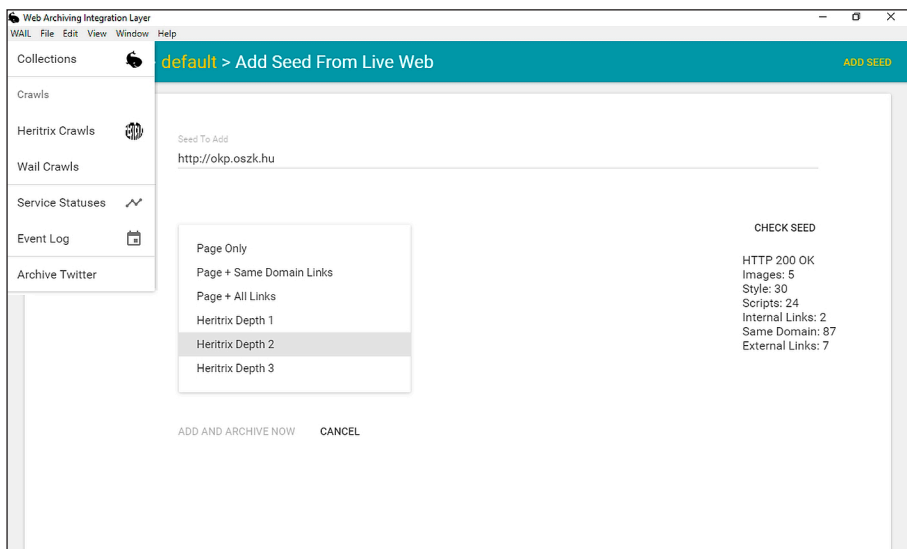 Web Archiving Integration Layer
WAIL File Edit View Window Help
Collections
default > Add Seed From Live Web
ADD SEED
Crawls
Heritrix Crawls
Wail Crawls
Service Statuses
Event Log
Archive Twitter
Seed To Add
http://okp.oszk.hu
Page Only
Page + Same Domain Links
Page + All Links
Heritrix Depth 1
Heritrix Depth 2
Heritrix Depth 3
ADD AND ARCHIVE NOW CANCEL
CHECK SEED
HTTP 200 OK
Images: 5
Style: 30
Scripts: 24
Internal Links: 2
Same Domain: 87
External Links: 7